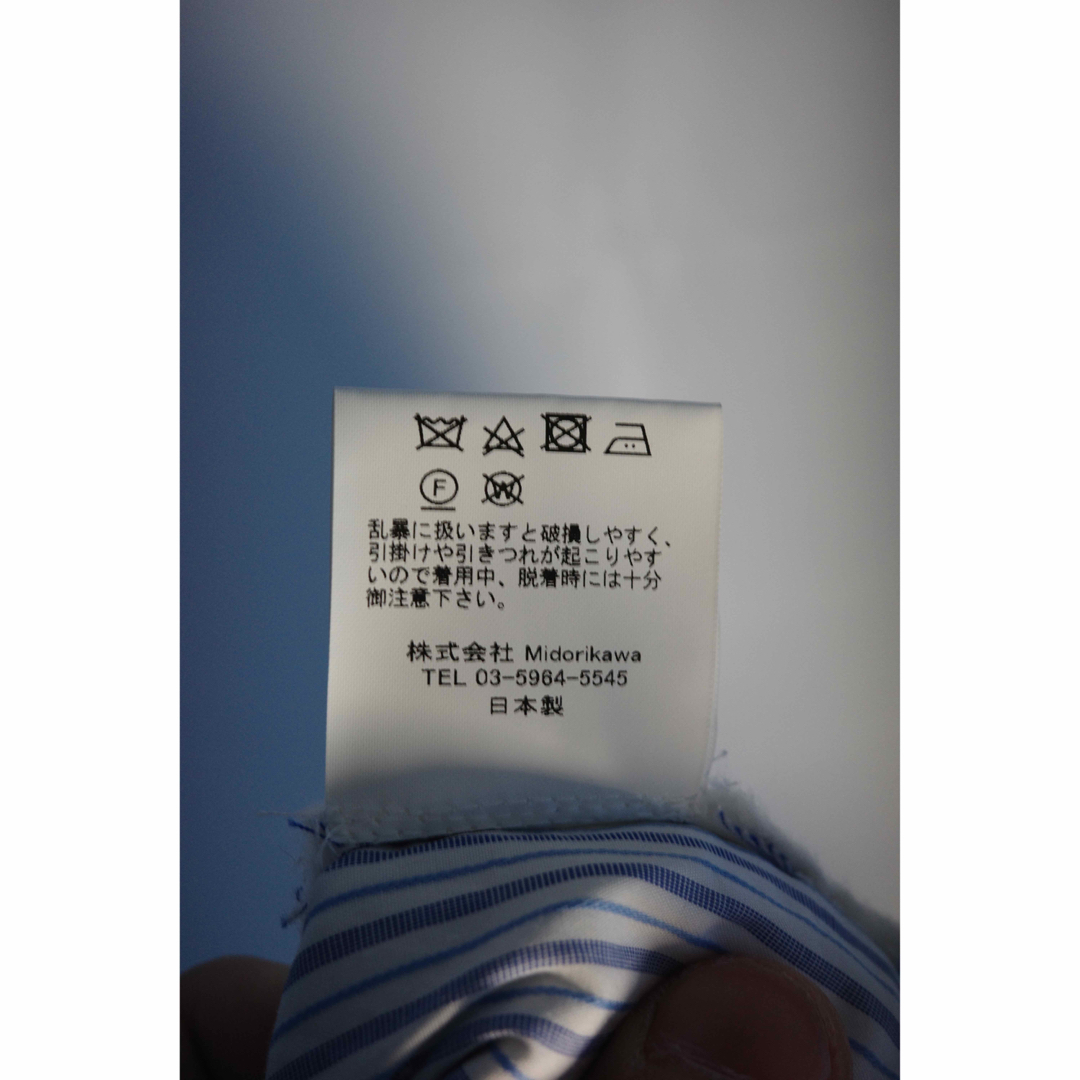 F W
乱暴に扱いますと破損しやすく、
引掛けや引きつれが起こりやす
いので着用中、脱着時には十分
御注意下さい。
株式会社 Midorikawa
TEL 03-5964-5545
日本製